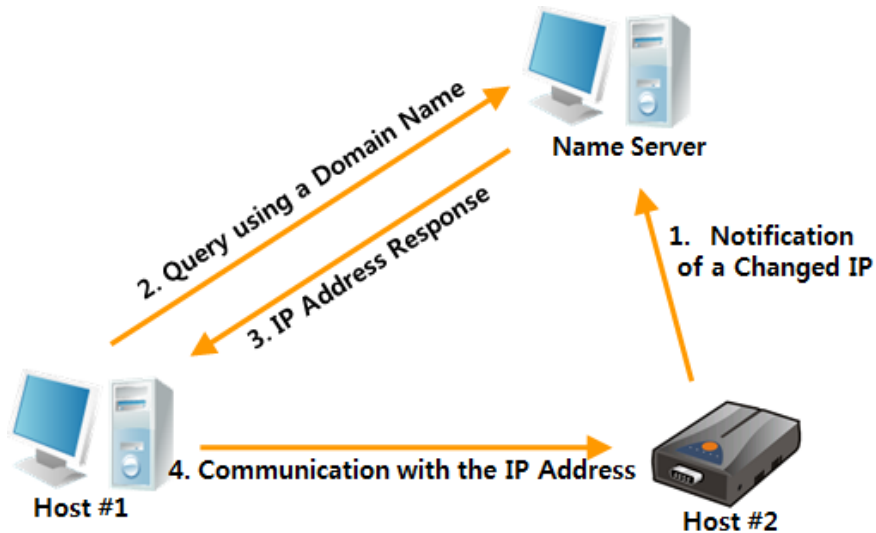 Name Server
2. Query using a Domain Name
3. IP Address Response
1. Notification
of a Changed IP
4. Communication with the IP Address
Host #1
Host #2